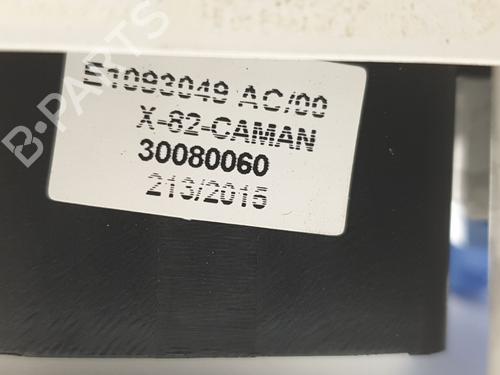 B-PARTS
E1093049 AC/00
X-82-CAMAN
30080060
213/2015